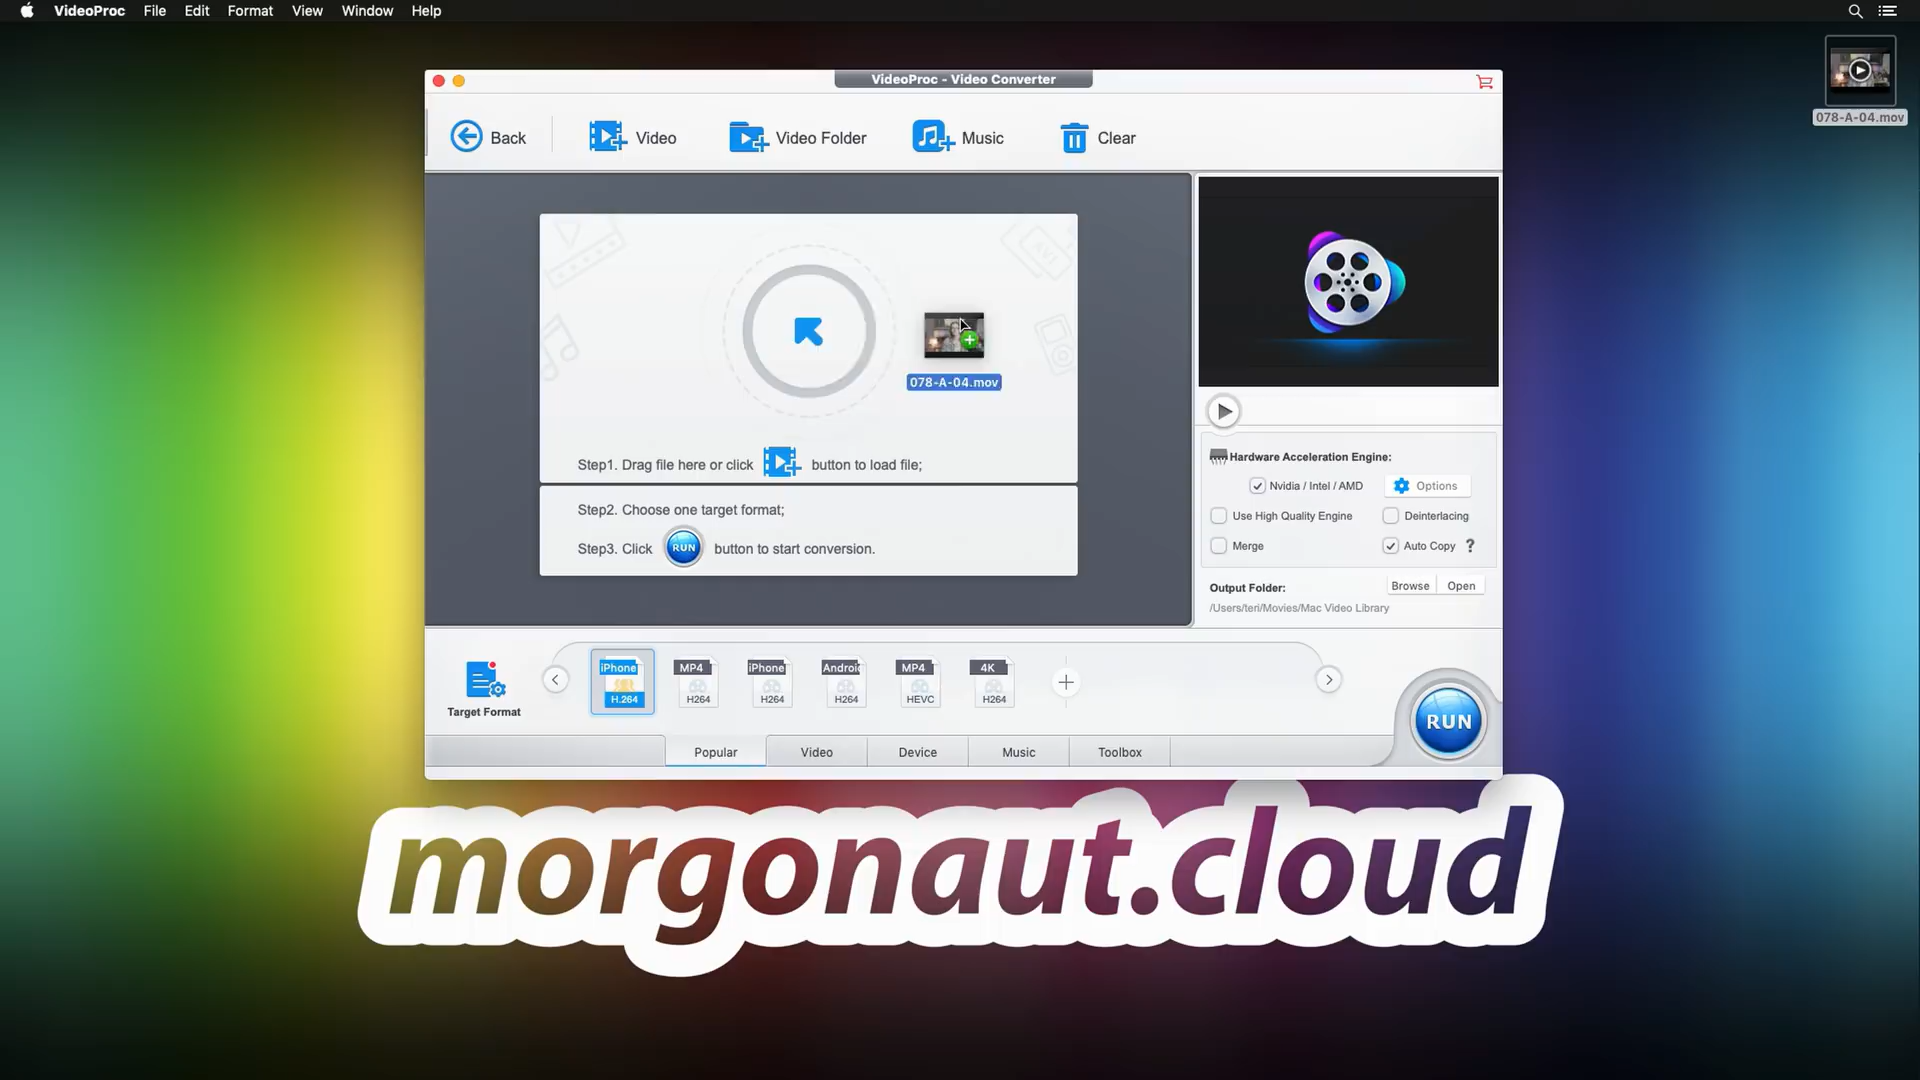 VideoProc File Edit Format View Window Help
078-A-04.mov
VideoProc - Video Converter
Back Video Video Folder Music Clear
078-A-04.mov
Step1. Drag file here or click button to load file;
Step2. Choose one target format;
Step3. Click RUN button to start conversion.
Hardware Acceleration Engine:
Nvidia / Intel / AMD Options
Use High Quality Engine Deinterlacing
Merge Auto Copy ?
Output Folder: Browse Open
/Users/teri/Movies/Mac Video Library
Target Format
iPhone H.264
MP4 H264
iPhone H264
Android H264
MP4 HEVC
4K H264
RUN
Popular Video Device Music Toolbox
morgonaut.cloud